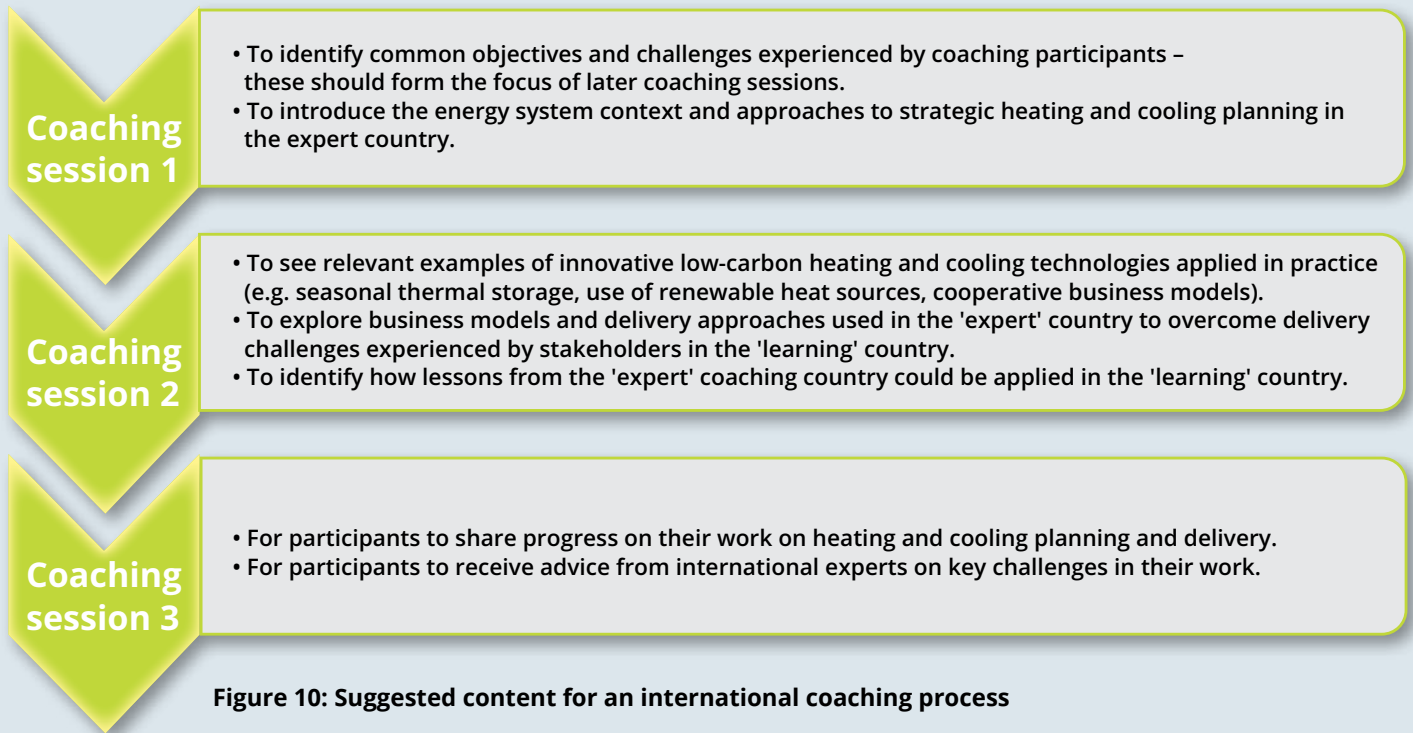 Coaching
session 1
• To identify common objectives and challenges experienced by coaching participants –
these should form the focus of later coaching sessions.
• To introduce the energy system context and approaches to strategic heating and cooling planning in
the expert country.
Coaching
session 2
• To see relevant examples of innovative low-carbon heating and cooling technologies applied in practice
(e.g. seasonal thermal storage, use of renewable heat sources, cooperative business models).
• To explore business models and delivery approaches used in the 'expert' country to overcome delivery
challenges experienced by stakeholders in the 'learning' country.
• To identify how lessons from the 'expert' coaching country could be applied in the 'learning' country.
Coaching
session 3
• For participants to share progress on their work on heating and cooling planning and delivery.
• For participants to receive advice from international experts on key challenges in their work.
Figure 10: Suggested content for an international coaching process